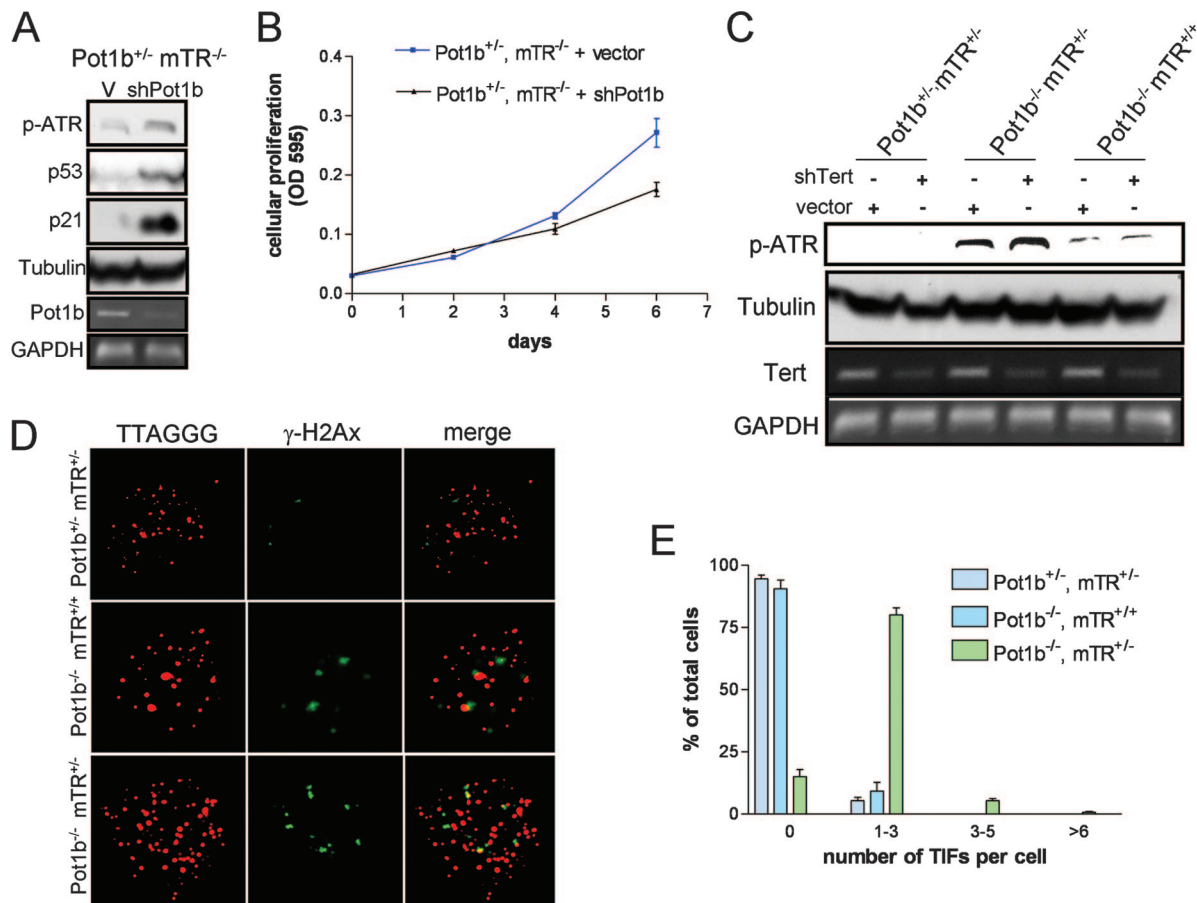 A
Pot1b+/- mTR-/-
V shPot1b
p-ATR
p53
p21
Tubulin
Pot1b
GAPDH
B
Pot1b+/-, mTR-/- + vector
Pot1b+/-, mTR-/- + shPot1b
cellular proliferation
(OD 595)
0.4
0.3
0.2
0.1
0.0
0 1 2 3 4 5 6 7
days
C
Pot1b+/- mTR+/-
Pot1b-/- mTR+/-
Pot1b-/- mTR+/+
shTert - + - + - +
vector + - + - + -
p-ATR
Tubulin
Tert
GAPDH
D
TTAGGG γ-H2Ax merge
Pot1b+/- mTR+/-
Pot1b-/- mTR+/+
Pot1b-/- mTR+/-
E
% of total cells
100
75
50
25
0
Pot1b+/-, mTR+/-
Pot1b-/-, mTR+/+
Pot1b-/-, mTR+/-
0 1-3 3-5 >6
number of TIFs per cell